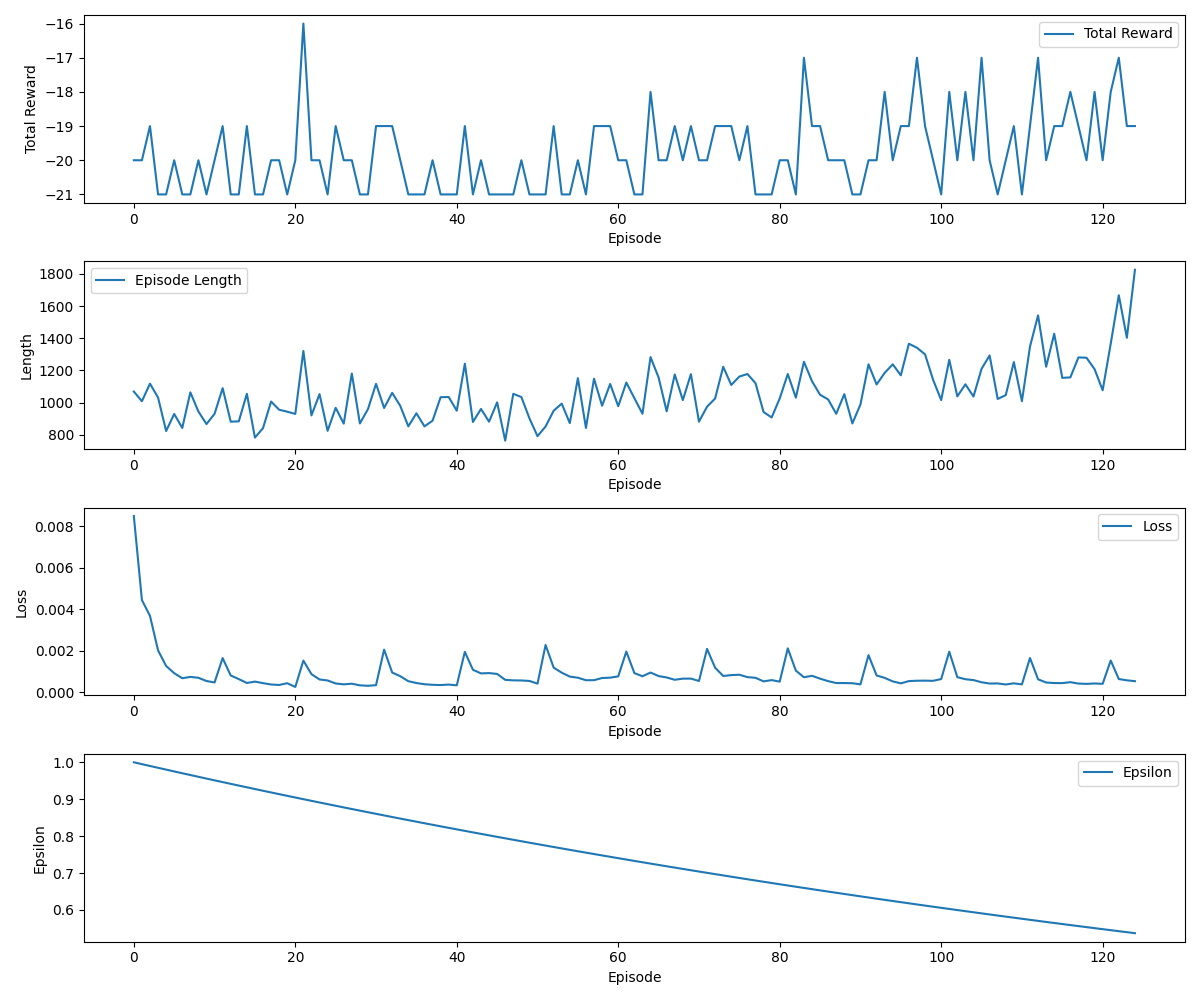 −16
−17
−18
−19
−20
−21
Total Reward
Total Reward
0 20 40 60 80 100 120
Episode
1800
1600
1400
1200
1000
800
Length
Episode Length
0 20 40 60 80 100 120
Episode
0.008
0.006
0.004
0.002
0.000
Loss
Loss
0 20 40 60 80 100 120
Episode
1.0
0.9
0.8
0.7
0.6
Epsilon
Epsilon
0 20 40 60 80 100 120
Episode